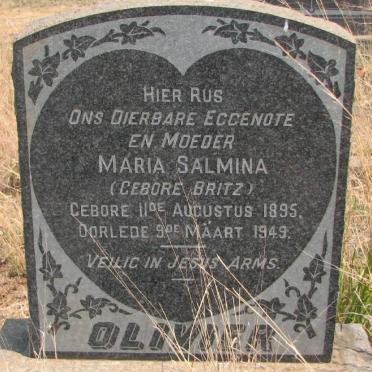 HIER RUS
ONS DIERBARE EGGENOTE
EN MOEDER
MARIA SALMINA
(GEBORE BRITZ)
GEBORE 11DE AUGUSTUS 1895,
OORLEDE 9DE MAART 1949.
VEILIG IN JESUS ARMS.
OLIVIER